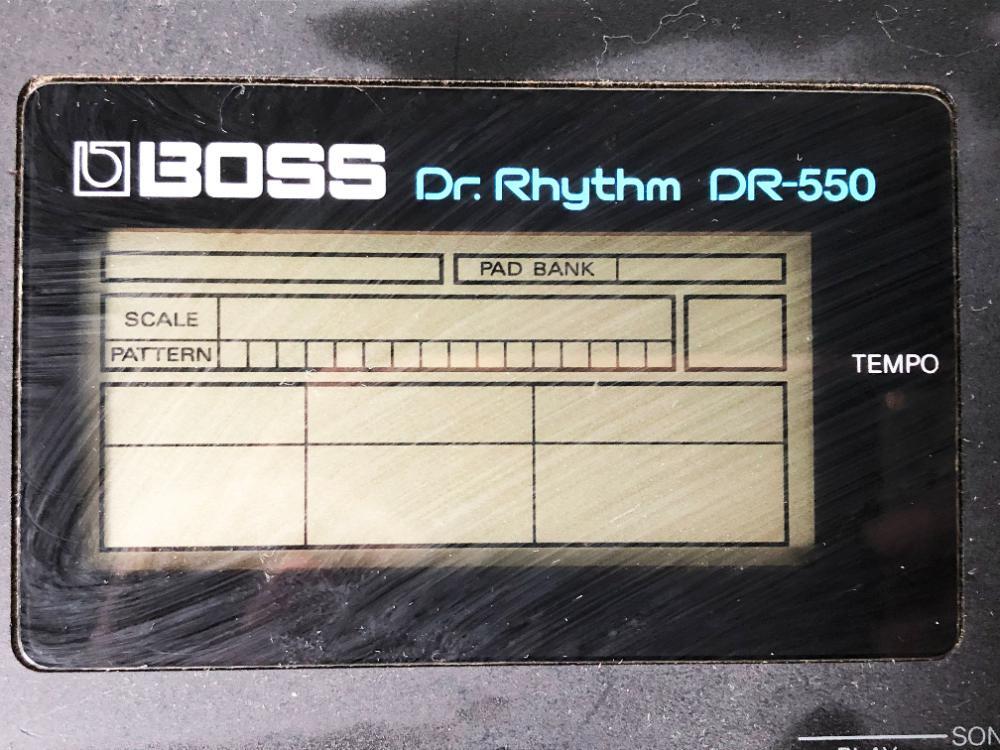 BOSS Dr. Rhythm DR-550
PAD BANK
SCALE
PATTERN
TEMPO